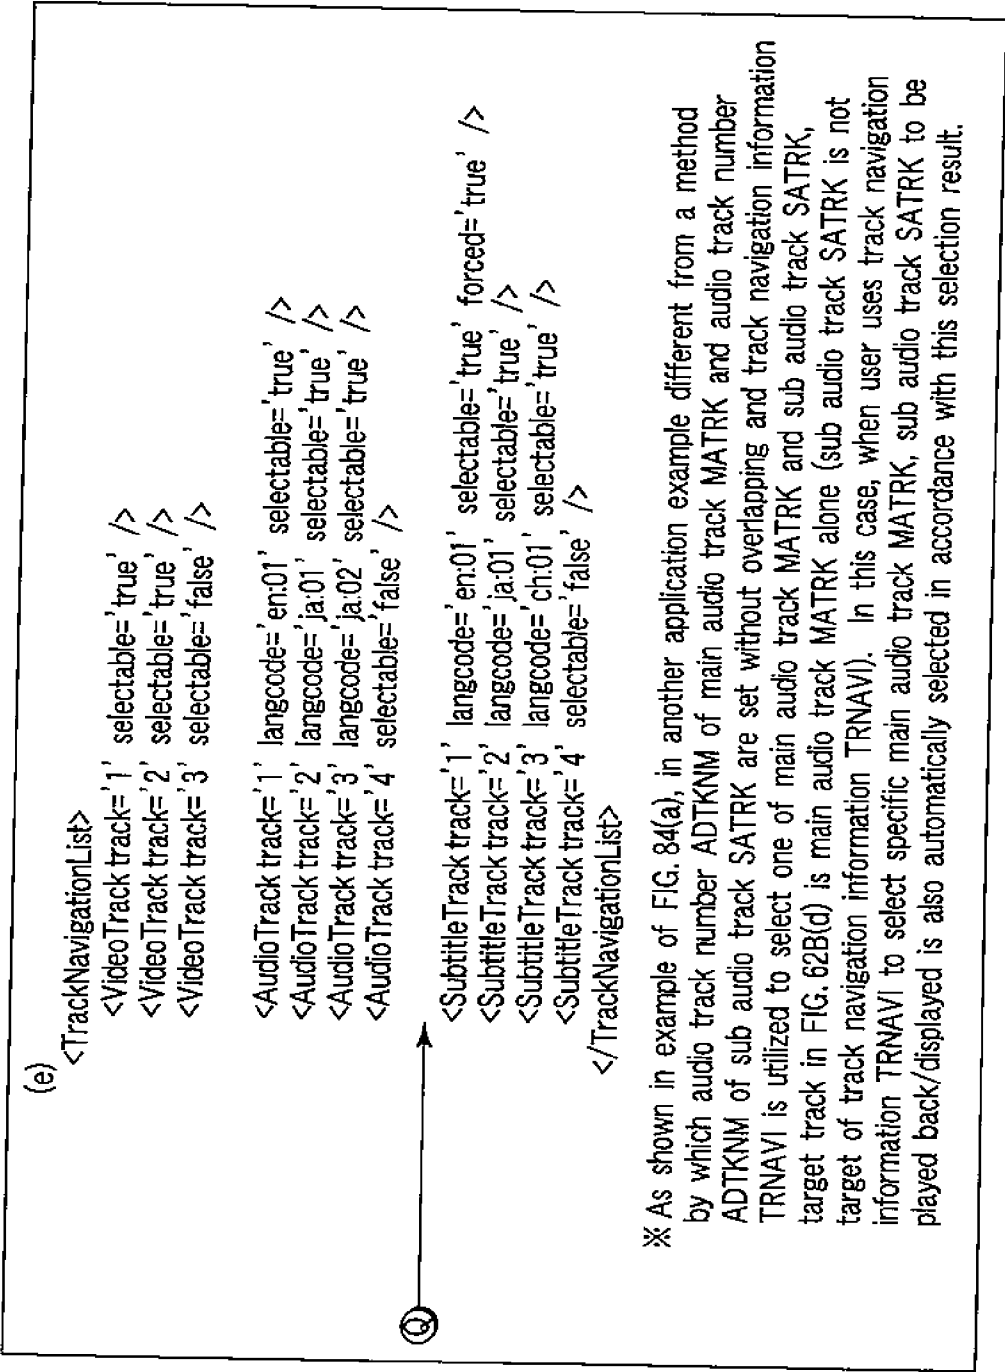 (e)
<TrackNavigationList>
<VideoTrack track='1' selectable='true' />
<VideoTrack track='2' selectable='true' />
<VideoTrack track='3' selectable='false' />
<AudioTrack track='1' langcode='en:01' selectable='true' />
<AudioTrack track='2' langcode='ja:01' selectable='true' />
<AudioTrack track='3' langcode='ja:02' selectable='true' />
<AudioTrack track='4' selectable='false' />
Q
<SubtitleTrack track='1' langcode='en:01' selectable='true' forced='true' />
<SubtitleTrack track='2' langcode='ja:01' selectable='true' />
<SubtitleTrack track='3' langcode='ch:01' selectable='true' />
<SubtitleTrack track='4' selectable='false' />
</TrackNavigationList>
※ As shown in example of FIG. 84(a), in another application example different from a method
by which audio track number ADTKNM of main audio track MATRK and audio track number
ADTKNM of sub audio track SATRK are set without overlapping and track navigation information
TRNAVI is utilized to select one of main audio track MATRK and sub audio track SATRK,
target track in FIG. 62B(d) is main audio track MATRK alone (sub audio track SATRK is not
target of track navigation information TRNAVI). In this case, when user uses track navigation
information TRNAVI to select specific main audio track MATRK, sub audio track SATRK to be
played back/displayed is also automatically selected in accordance with this selection result.